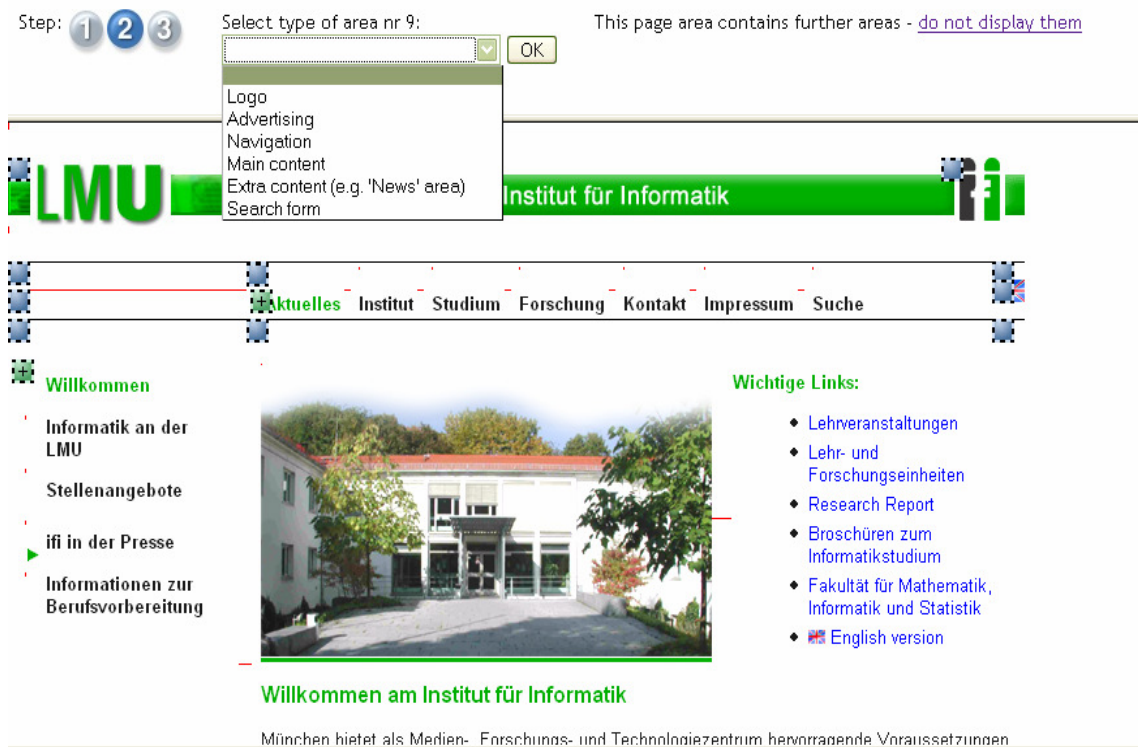 Step: 1 2 3
Select type of area nr 9:
This page area contains further areas - do not display them
OK
Logo
Advertising
Navigation
Main content
Extra content (e.g. 'News' area)
Search form
LMU
Institut für Informatik
ifi
Aktuelles Institut Studium Forschung Kontakt Impressum Suche
Willkommen
Informatik an der
LMU
Stellenangebote
ifi in der Presse
Informationen zur
Berufsvorbereitung
Wichtige Links:
Lehrveranstaltungen
Lehr- und
Forschungseinheiten
Research Report
Broschüren zum
Informatikstudium
Fakultät für Mathematik,
Informatik und Statistik
English version
Willkommen am Institut für Informatik
München bietet als Medien-, Forschungs- und Technologiezentrum hervorragende Voraussetzungen